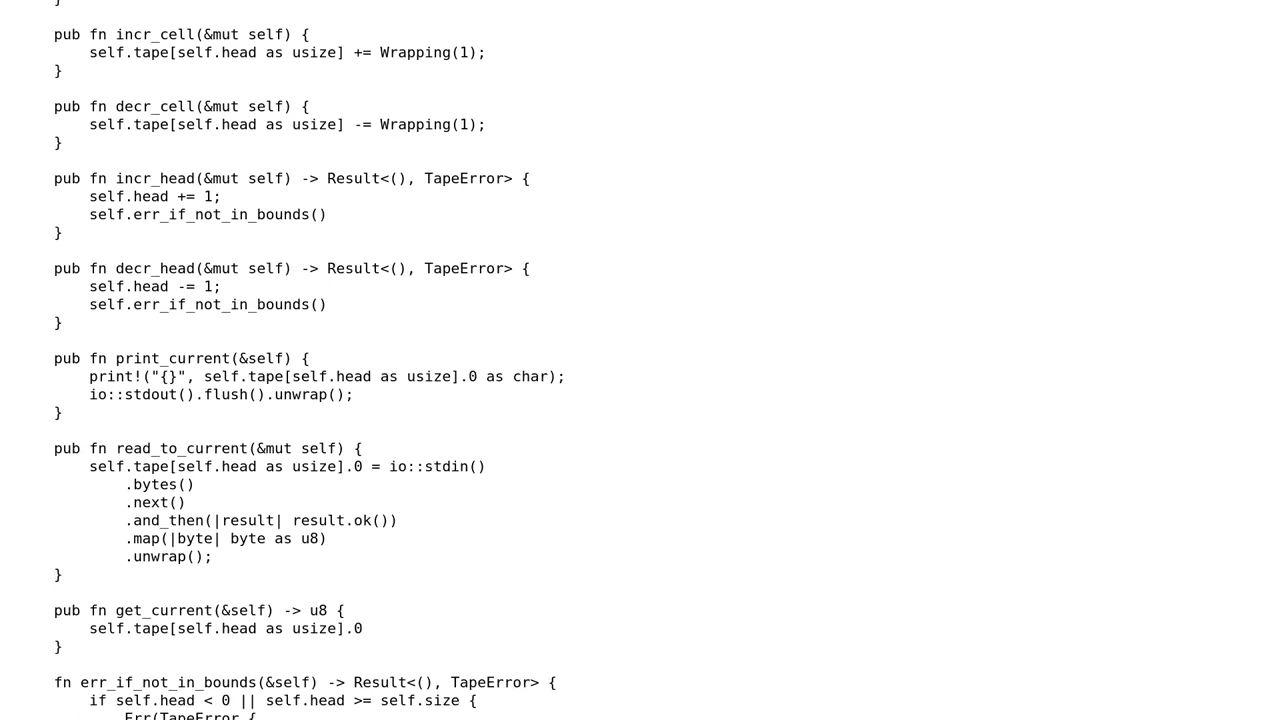 }

    pub fn incr_cell(&mut self) {
        self.tape[self.head as usize] += Wrapping(1);
    }

    pub fn decr_cell(&mut self) {
        self.tape[self.head as usize] -= Wrapping(1);
    }

    pub fn incr_head(&mut self) -> Result<(), TapeError> {
        self.head += 1;
        self.err_if_not_in_bounds()
    }

    pub fn decr_head(&mut self) -> Result<(), TapeError> {
        self.head -= 1;
        self.err_if_not_in_bounds()
    }

    pub fn print_current(&self) {
        print!("{}", self.tape[self.head as usize].0 as char);
        io::stdout().flush().unwrap();
    }

    pub fn read_to_current(&mut self) {
        self.tape[self.head as usize].0 = io::stdin()
            .bytes()
            .next()
            .and_then(|result| result.ok())
            .map(|byte| byte as u8)
            .unwrap();
    }

    pub fn get_current(&self) -> u8 {
        self.tape[self.head as usize].0
    }

    fn err_if_not_in_bounds(&self) -> Result<(), TapeError> {
        if self.head < 0 || self.head >= self.size {
            Err(TapeError {